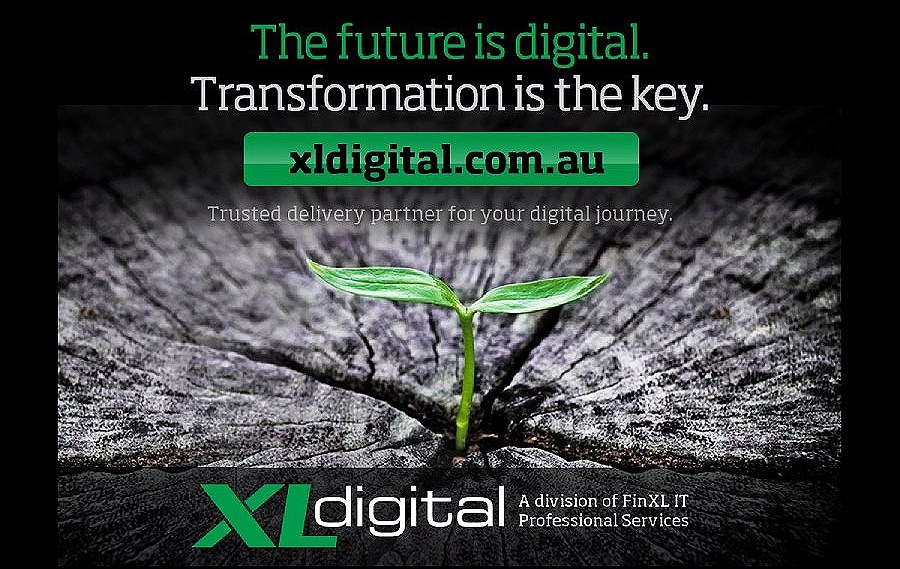 The future is digital.
Transformation is the key.
xldigital.com.au
Trusted delivery partner for your digital journey.
XLdigital
A division of FinXL IT
Professional Services